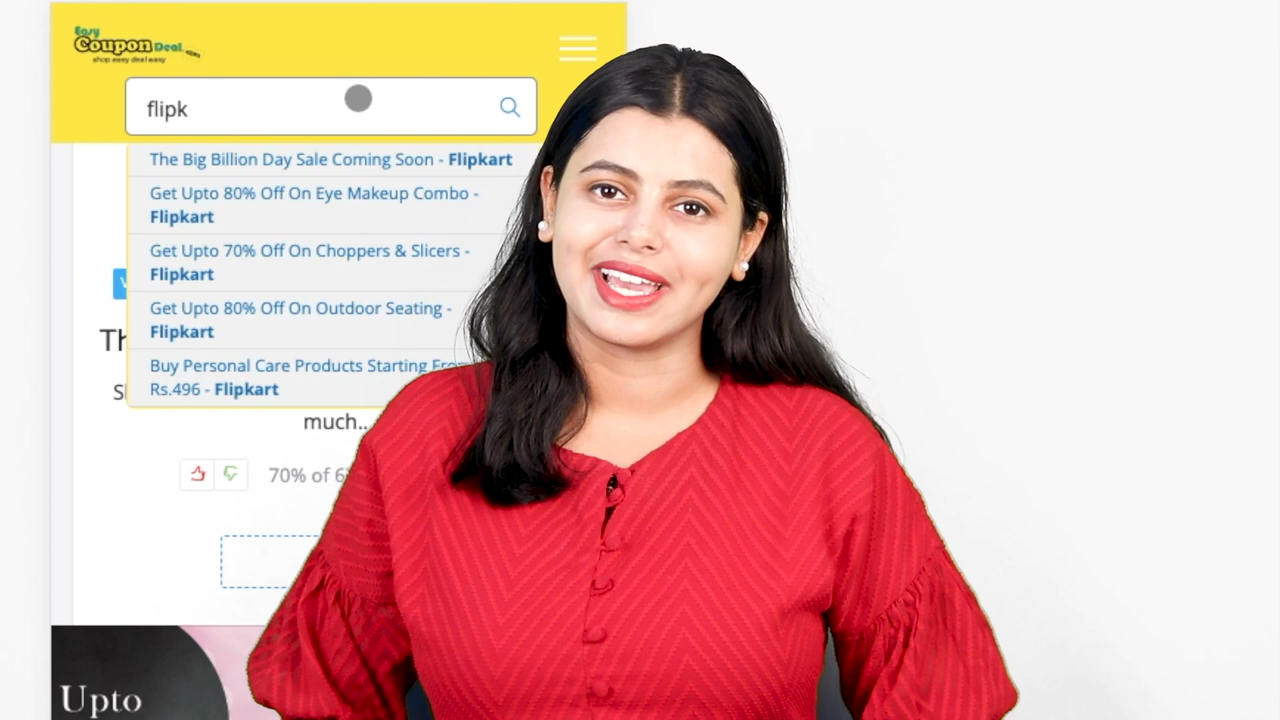 Easy
Coupon Deal.com
shop easy deal easy
flipk
The Big Billion Day Sale Coming Soon - Flipkart
Get Upto 80% Off On Eye Makeup Combo -
Flipkart
Get Upto 70% Off On Choppers & Slicers -
Flipkart
Get Upto 80% Off On Outdoor Seating -
Flipkart
Buy Personal Care Products Starting
Rs.496 - Flipkart
much..
70% of
Upto